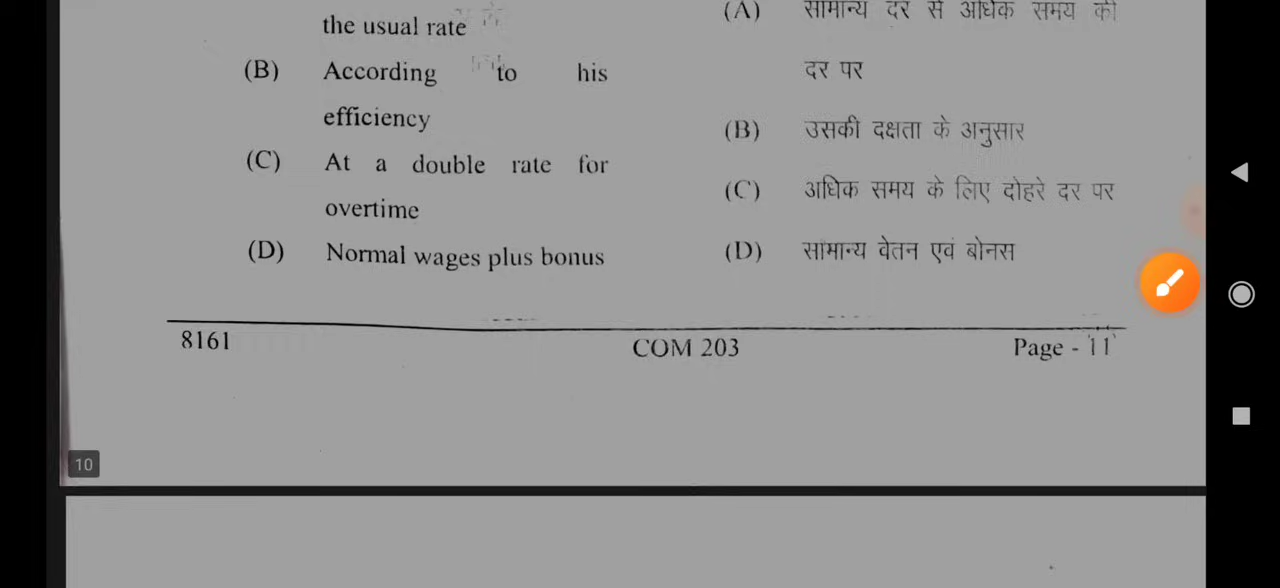 the usual rate
(B) According to his
efficiency
(C) At a double rate for
overtime
(D) Normal wages plus bonus
(A) सामान्य दर से अधिक समय की
दर पर
(B) उसकी दक्षता के अनुसार
(C) अधिक समय के लिए दोहरे दर पर
(D) सामान्य वेतन एवं बोनस
8161 COM 203 Page - 11
10